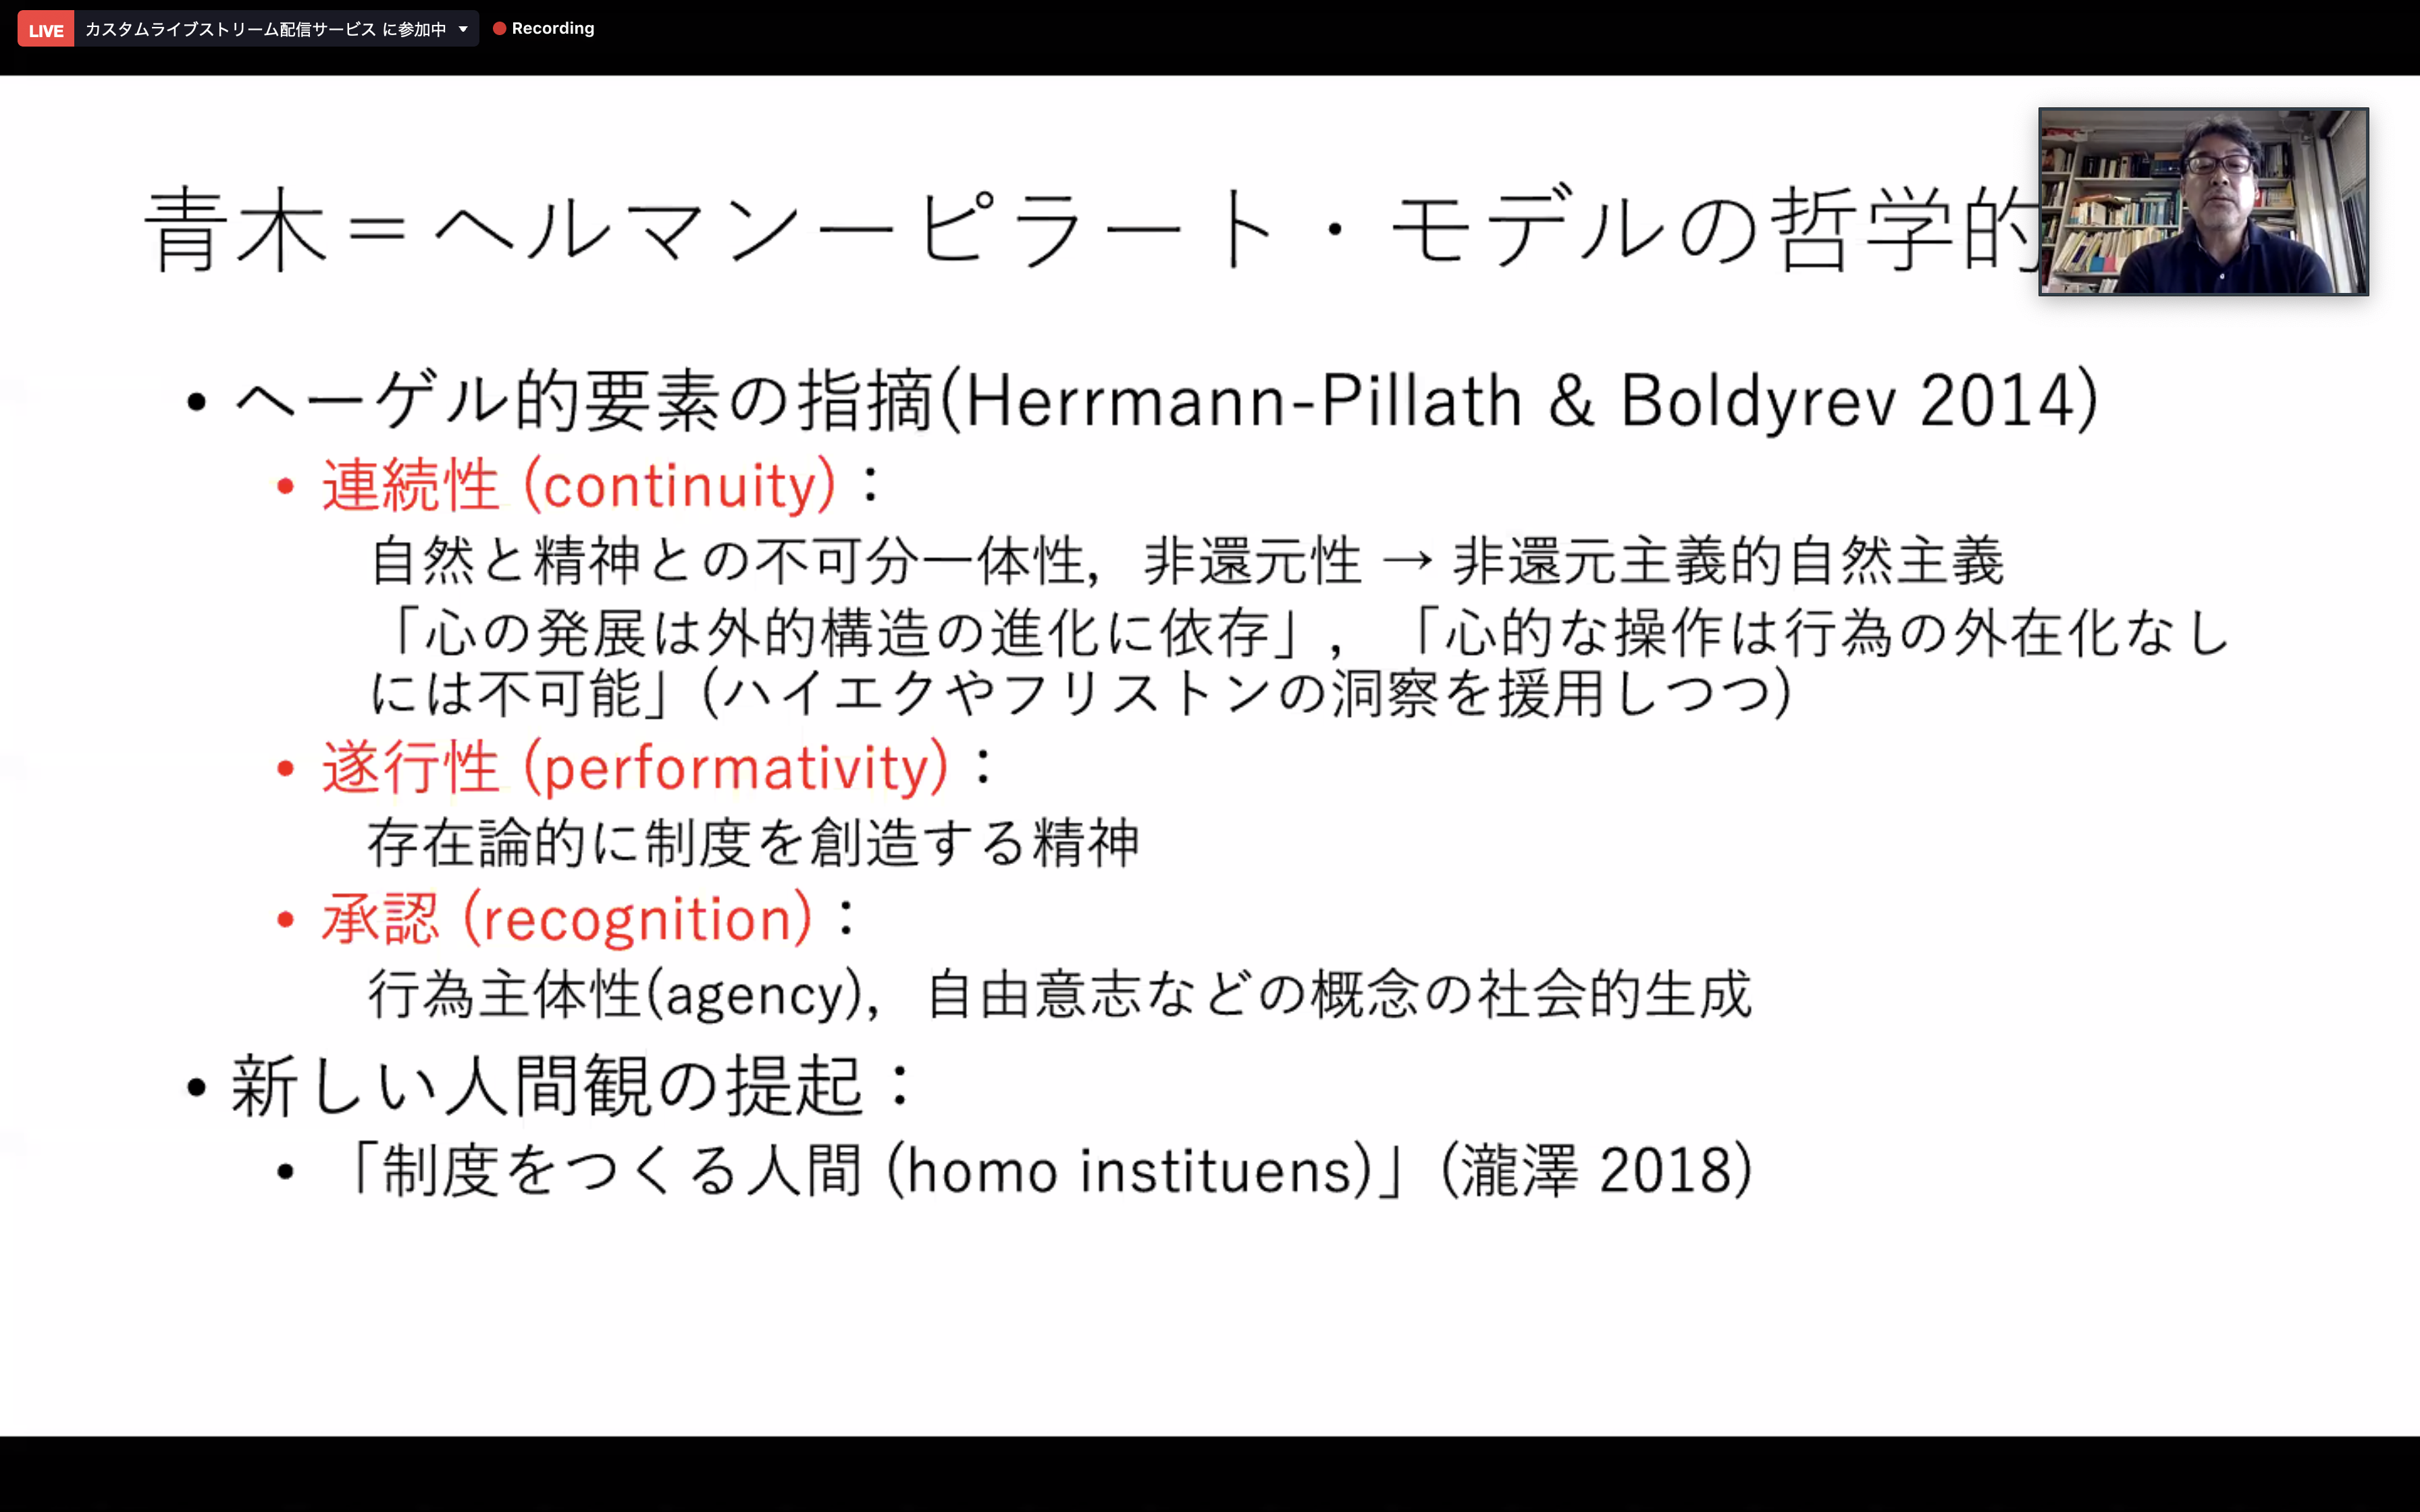 LIVE カスタムライブストリーム配信サービス に参加中 Recording
青木＝ヘルマンーピラート・モデルの哲学的
• ヘーゲル的要素の指摘(Herrmann-Pillath & Boldyrev 2014)
• 連続性 (continuity)：
自然と精神との不可分一体性，非還元性 → 非還元主義的自然主義
「心の発展は外的構造の進化に依存」，「心的な操作は行為の外在化なし
には不可能」(ハイエクやフリストンの洞察を援用しつつ)
• 遂行性 (performativity)：
存在論的に制度を創造する精神
• 承認 (recognition)：
行為主体性(agency)，自由意志などの概念の社会的生成
• 新しい人間観の提起：
• 「制度をつくる人間 (homo instituens)」(瀧澤 2018)